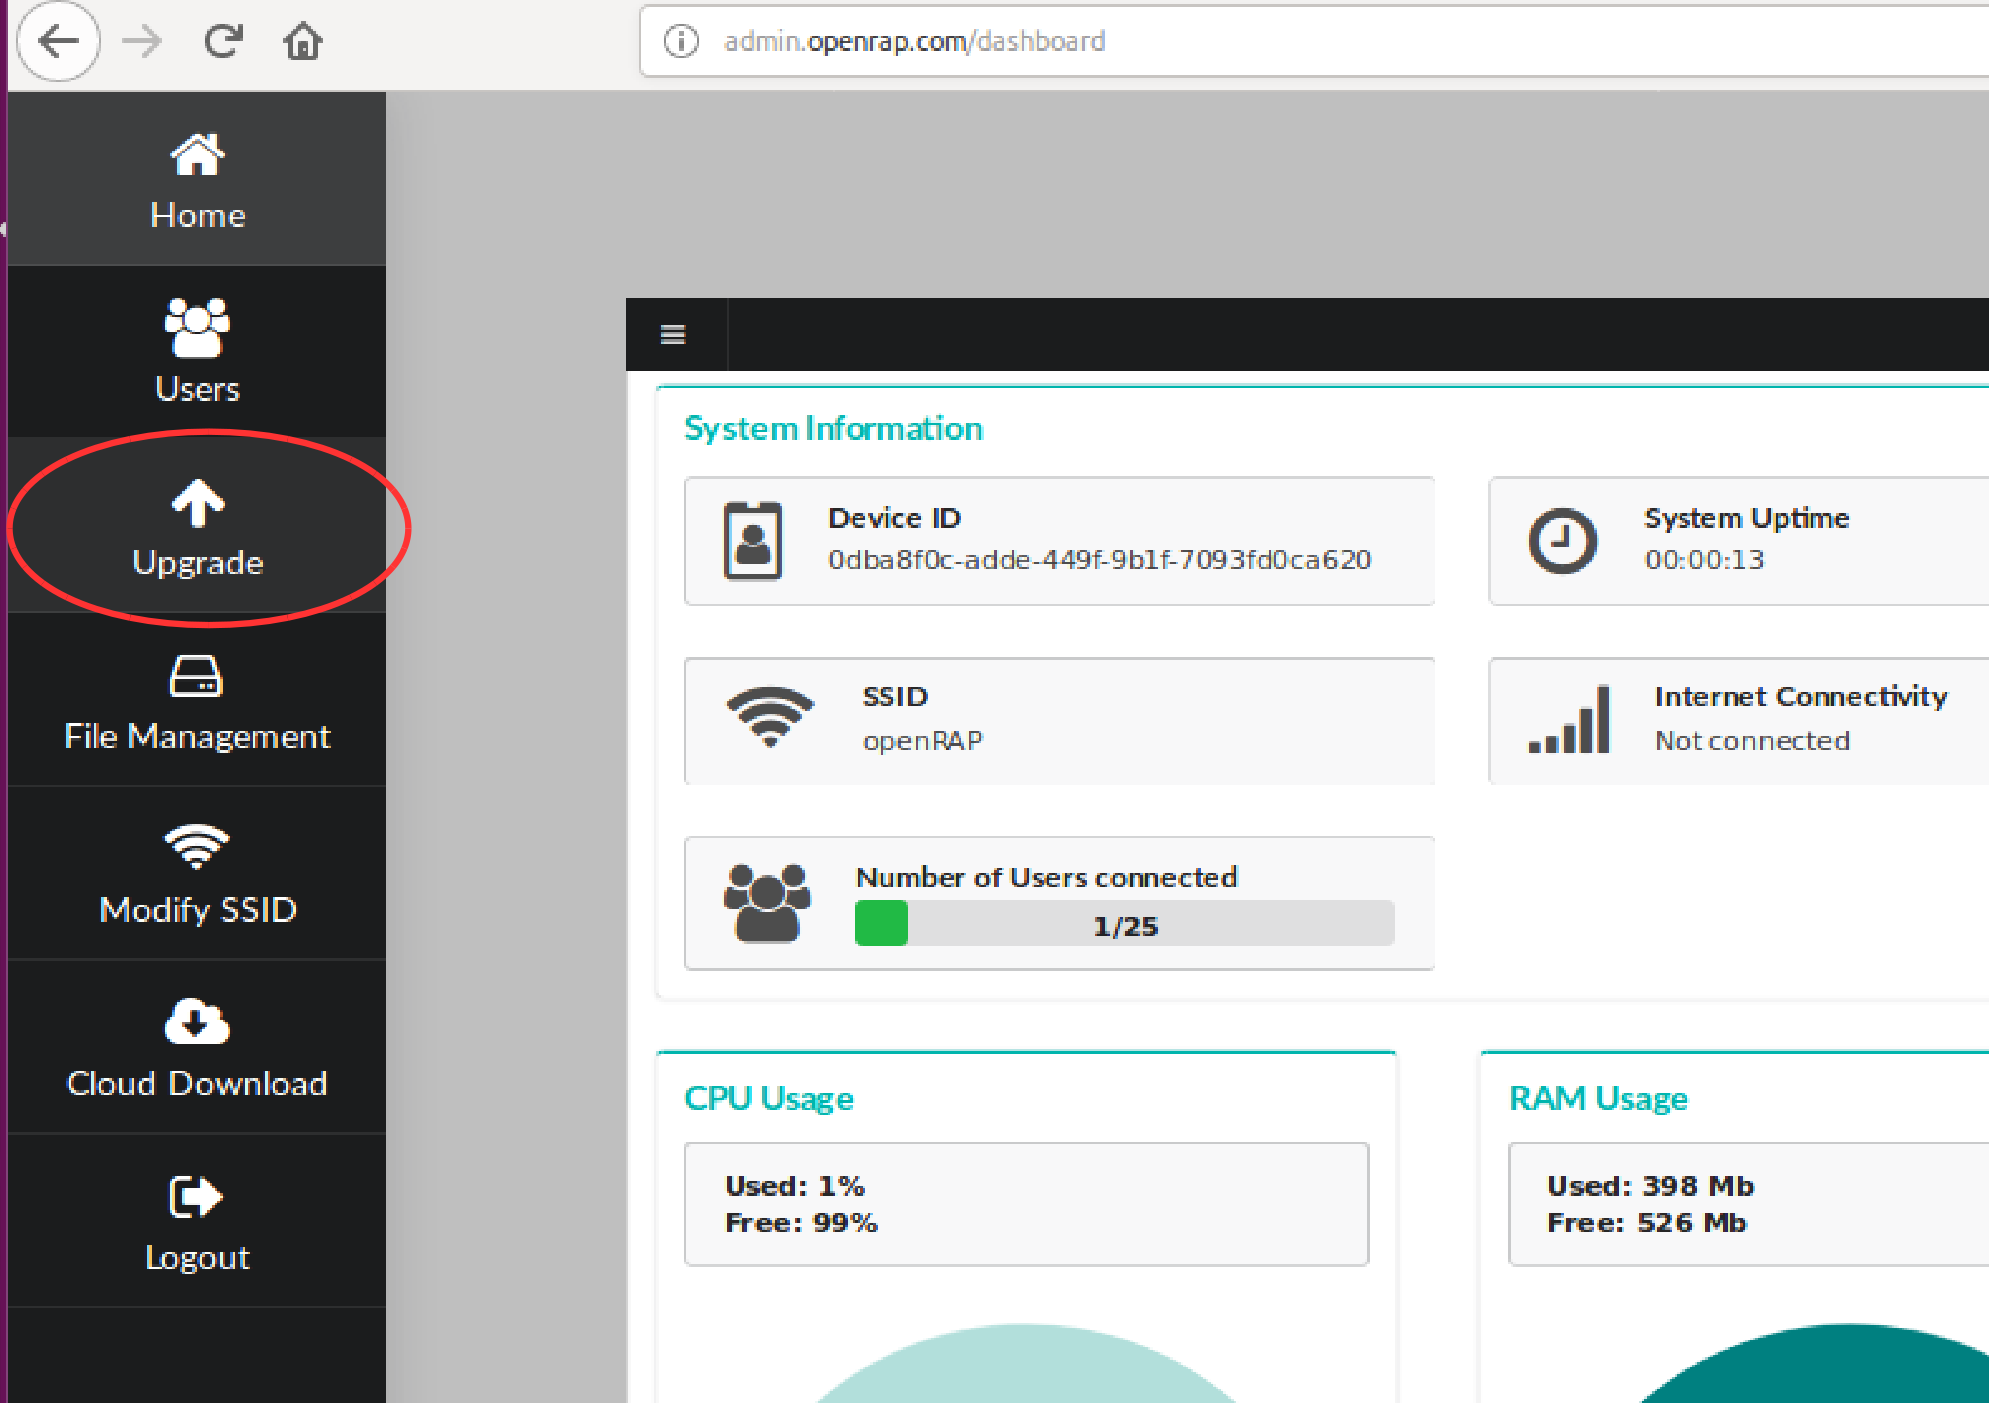 admin.openrap.com/dashboard
Home
Users
Upgrade
File Management
Modify SSID
Cloud Download
Logout
System Information
Device ID
0dba8f0c-adde-449f-9b1f-7093fd0ca620
System Uptime
00:00:13
SSID
openRAP
Internet Connectivity
Not connected
Number of Users connected
1/25
CPU Usage
Used: 1%
Free: 99%
RAM Usage
Used: 398 Mb
Free: 526 Mb